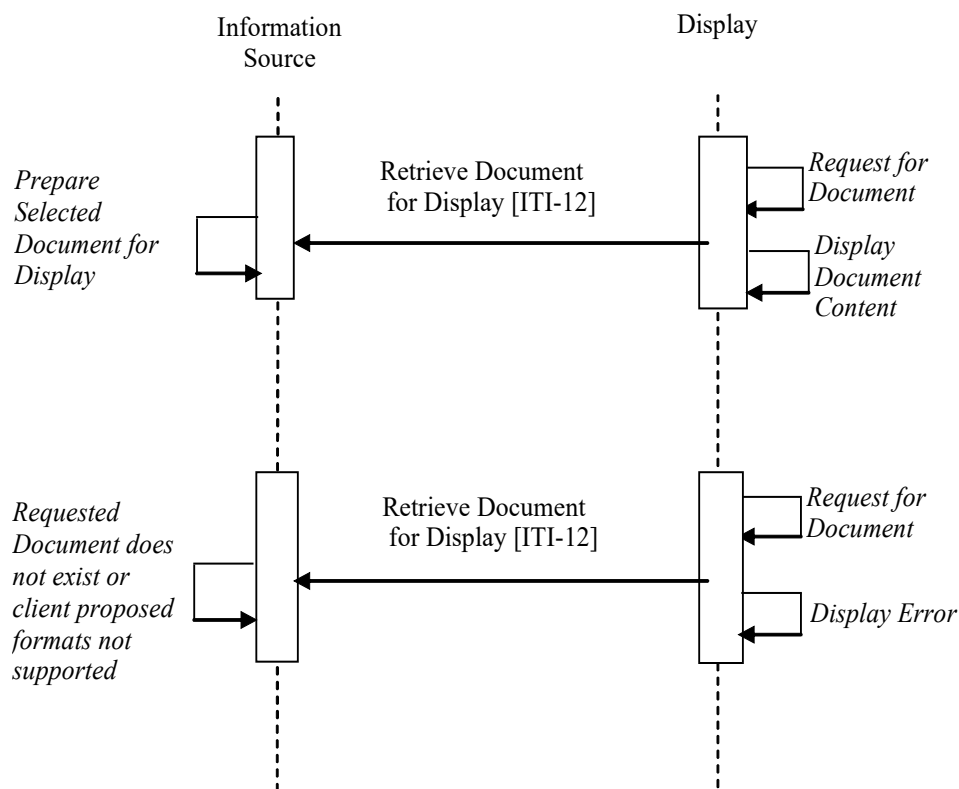 Information
Source
Display
Prepare
Selected
Document for
Display
Retrieve Document
for Display [ITI-12]
Request for
Document
Display
Document
Content
Requested
Document does
not exist or
client proposed
formats not
supported
Retrieve Document
for Display [ITI-12]
Request for
Document
Display Error